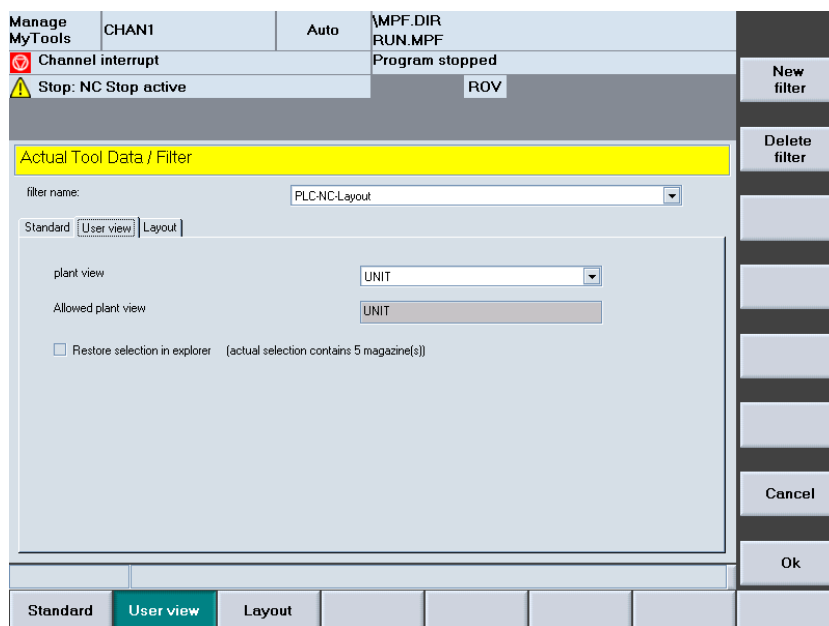 Manage
MyTools
CHAN1
Auto
\MPF.DIR
RUN.MPF
Channel interrupt
Program stopped
Stop: NC Stop active
ROV
New
filter
Delete
filter
Actual Tool Data / Filter
filter name:
PLC-NC-Layout
Standard User view Layout
plant view
UNIT
Allowed plant view
UNIT
Restore selection in explorer (actual selection contains 5 magazine(s))
Cancel
Ok
Standard
User view
Layout